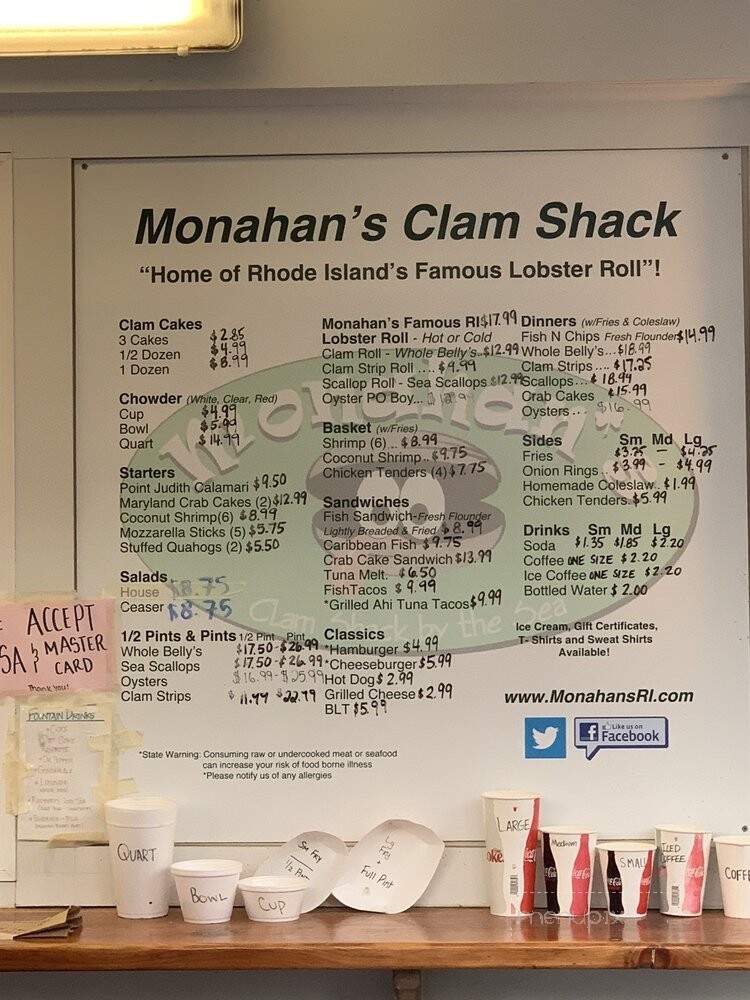 Monahan's Clam Shack
"Home of Rhode Island's Famous Lobster Roll"!
Clam Cakes
3 Cakes $2.85
1/2 Dozen $4.99
1 Dozen $8.99
Chowder (White, Clear, Red)
Cup $4.99
Bowl $5.99
Quart $14.99
Starters
Point Judith Calamari $9.50
Maryland Crab Cakes (2) $12.99
Coconut Shrimp(6) $8.99
Mozzarella Sticks (5) $5.75
Stuffed Quahogs (2) $5.50
Salads
House $8.75
Ceaser $8.75
1/2 Pints & Pints 1/2 Pint Pint
Whole Belly's $17.50 - $26.99
Sea Scallops $17.50 - $26.99
Oysters $16.99 - $25.99
Clam Strips $11.49 $22.79
Monahan's Famous RI $17.99
Lobster Roll - Hot or Cold
Clam Roll - Whole Belly's.. $12.99
Clam Strip Roll .... $9.99
Scallop Roll - Sea Scallops $12.99
Oyster PO Boy...
Basket (w/Fries)
Shrimp (6)... $8.99
Coconut Shrimp.. $9.75
Chicken Tenders (4) $7.75
Sandwiches
Fish Sandwich-Fresh Flounder
Lightly Breaded & Fried $8.99
Caribbean Fish $9.75
Crab Cake Sandwich $13.99
Tuna Melt. $6.50
FishTacos $9.99
*Grilled Ahi Tuna Tacos $9.99
Classics
*Hamburger $4.99
*Cheeseburger $5.99
Hot Dog $2.99
Grilled Cheese $2.99
BLT $5.99
Dinners (w/Fries & Coleslaw)
Fish N Chips Fresh Flounder $14.99
Whole Belly's... $18.99
Clam Strips .... $17.25
Scallops... $18.94
Crab Cakes $15.99
Oysters.. $16.99
Sides Sm Md Lg
Fries $3.75 - $4.25
Onion Rings.. $3.99 - $4.99
Homemade Coleslaw.. $1.99
Chicken Tenders. $5.99
Drinks Sm Md Lg
Soda $1.35 $1.85 $2.20
Coffee ONE SIZE $2.20
Ice Coffee ONE SIZE $2.20
Bottled Water $2.00
Ice Cream, Gift Certificates,
T- Shirts and Sweat Shirts
Available!
www.MonahansRI.com
Like us on
Facebook
*State Warning: Consuming raw or undercooked meat or seafood
can increase your risk of food borne illness
*Please notify us of any allergies
Monahan's
Clam Shack by the Sea
ACCEPT
SA & MASTER
CARD
Thank You!
FOUNTAIN DRINKS
QUART
BOWL
CUP
Sm Fry
1/2 Pint
Lg
Fry
+
Full Pint
LARGE
Medium
SMALL
ICED
COFFEE
COFFE